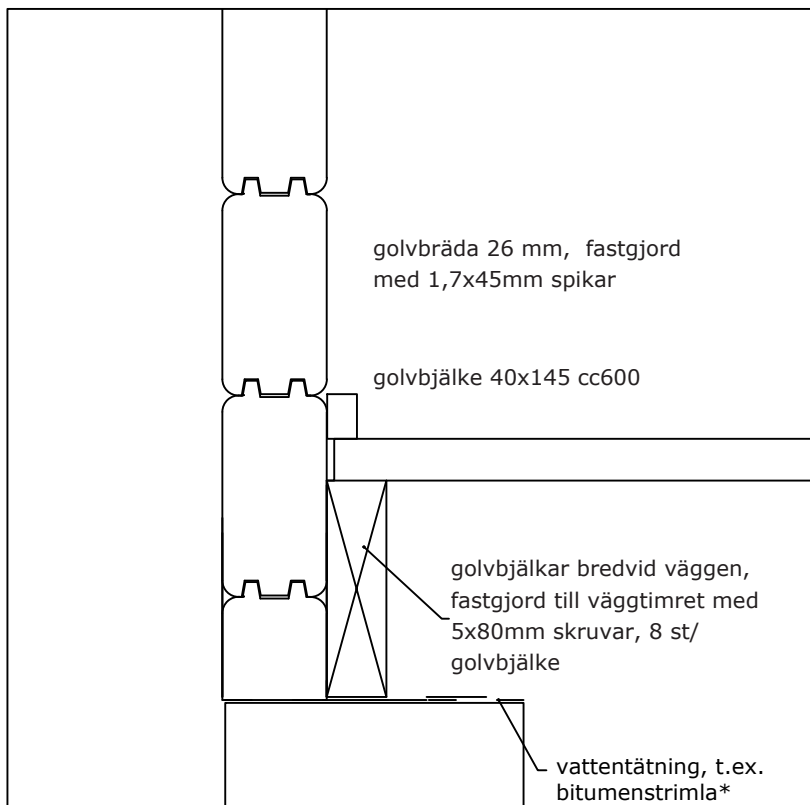 golvbräda 26 mm, fastgjord
med 1,7x45mm spikar
golvbjälke 40x145 cc600
golvbjälkar bredvid väggen,
fastgjord till väggtimret med
5x80mm skruvar, 8 st/
golvbjälke
vattentätning, t.ex.
bitumenstrimla*